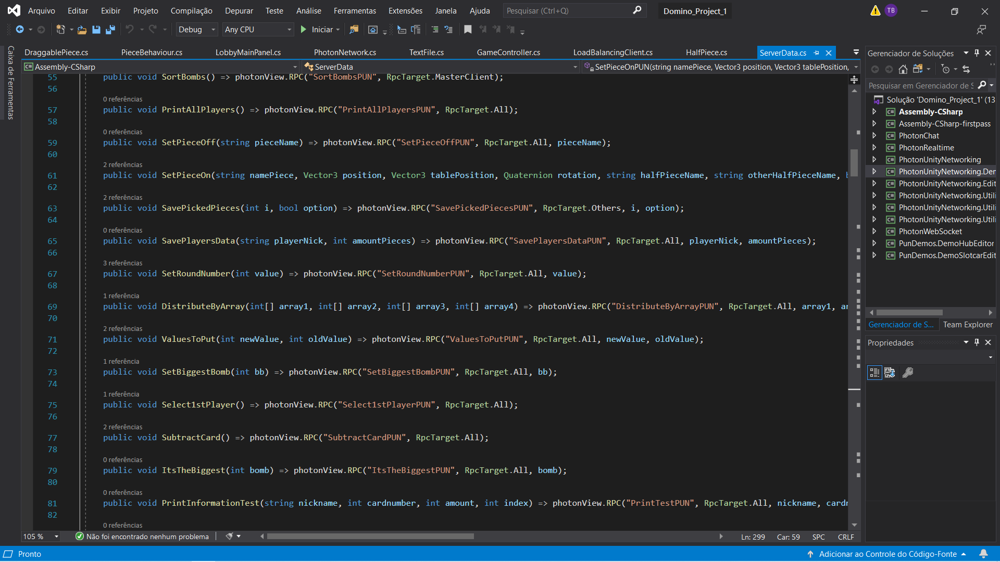 Arquivo Editar Exibir Projeto Compilação Depurar Teste Análise Ferramentas Extensões Janela Ajuda Pesquisar (Ctrl+Q) Domino_Project_1 TB
Debug Any CPU Iniciar
Caixa de Ferramentas
DraggablePiece.cs PieceBehaviour.cs LobbyMainPanel.cs PhotonNetwork.cs TextFile.cs GameController.cs LoadBalancingClient.cs HalfPiece.cs ServerData.cs
Assembly-CSharp ServerData SetPieceOnPUN(string namePiece, Vector3 position, Vector3 tablePosition,
55 public void SortBombs() => photonView.RPC("SortBombsPUN", RpcTarget.MasterClient);
56
0 referências
57 public void PrintAllPlayers() => photonView.RPC("PrintAllPlayersPUN", RpcTarget.All);
58
0 referências
59 public void SetPieceOff(string pieceName) => photonView.RPC("SetPieceOffPUN", RpcTarget.All, pieceName);
60
2 referências
61 public void SetPieceOn(string namePiece, Vector3 position, Vector3 tablePosition, Quaternion rotation, string halfPieceName, string otherHalfPieceName,
62
2 referências
63 public void SavePickedPieces(int i, bool option) => photonView.RPC("SavePickedPiecesPUN", RpcTarget.Others, i, option);
64
0 referências
65 public void SavePlayersData(string playerNick, int amountPieces) => photonView.RPC("SavePlayersDataPUN", RpcTarget.All, playerNick, amountPieces);
66
3 referências
67 public void SetRoundNumber(int value) => photonView.RPC("SetRoundNumberPUN", RpcTarget.All, value);
68
1 referência
69 public void DistributeByArray(int[] array1, int[] array2, int[] array3, int[] array4) => photonView.RPC("DistributeByArrayPUN", RpcTarget.All, array1, ar
70
2 referências
71 public void ValuesToPut(int newValue, int oldValue) => photonView.RPC("ValuesToPutPUN", RpcTarget.All, newValue, oldValue);
72
1 referência
73 public void SetBiggestBomb(int bb) => photonView.RPC("SetBiggestBombPUN", RpcTarget.All, bb);
74
1 referência
75 public void Select1stPlayer() => photonView.RPC("Select1stPlayerPUN", RpcTarget.All);
76
2 referências
77 public void SubtractCard() => photonView.RPC("SubtractCardPUN", RpcTarget.All);
78
0 referências
79 public void ItsTheBiggest(int bomb) => photonView.RPC("ItsTheBiggestPUN", RpcTarget.All, bomb);
80
0 referências
81 public void PrintInformationTest(string nickname, int cardnumber, int amount, int index) => photonView.RPC("PrintTestPUN", RpcTarget.All, nickname, cardn
82
0 referências
105 % Não foi encontrado nenhum problema Ln: 299 Car: 59 SPC CRLF
Gerenciador de Soluções
Pesquisar em Gerenciador de S
Solução 'Domino_Project_1' (13
Assembly-CSharp
Assembly-CSharp-firstpass
PhotonChat
PhotonRealtime
PhotonUnityNetworking
PhotonUnityNetworking.Der
PhotonUnityNetworking.Edit
PhotonUnityNetworking.Utili
PhotonUnityNetworking.Utili
PhotonUnityNetworking.Utili
PhotonWebSocket
PunDemos.DemoHubEditor
PunDemos.DemoSlotcarEdit
Gerenciador de S... Team Explorer
Propriedades
Pronto Adicionar ao Controle do Código-Fonte